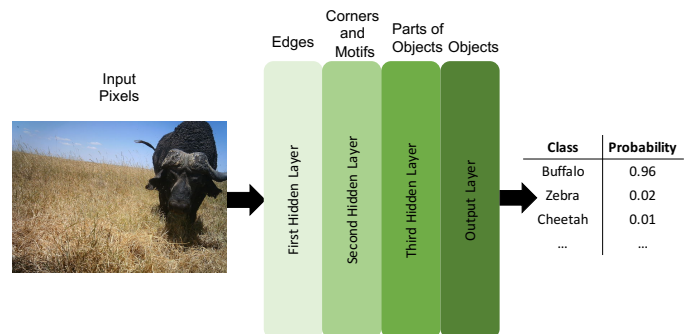 Input
Pixels
Edges
Corners
and
Motifs
Parts of
Objects
Objects
First Hidden Layer
Second Hidden Layer
Third Hidden Layer
Output Layer
Class Probability
Buffalo 0.96
Zebra 0.02
Cheetah 0.01
... ...